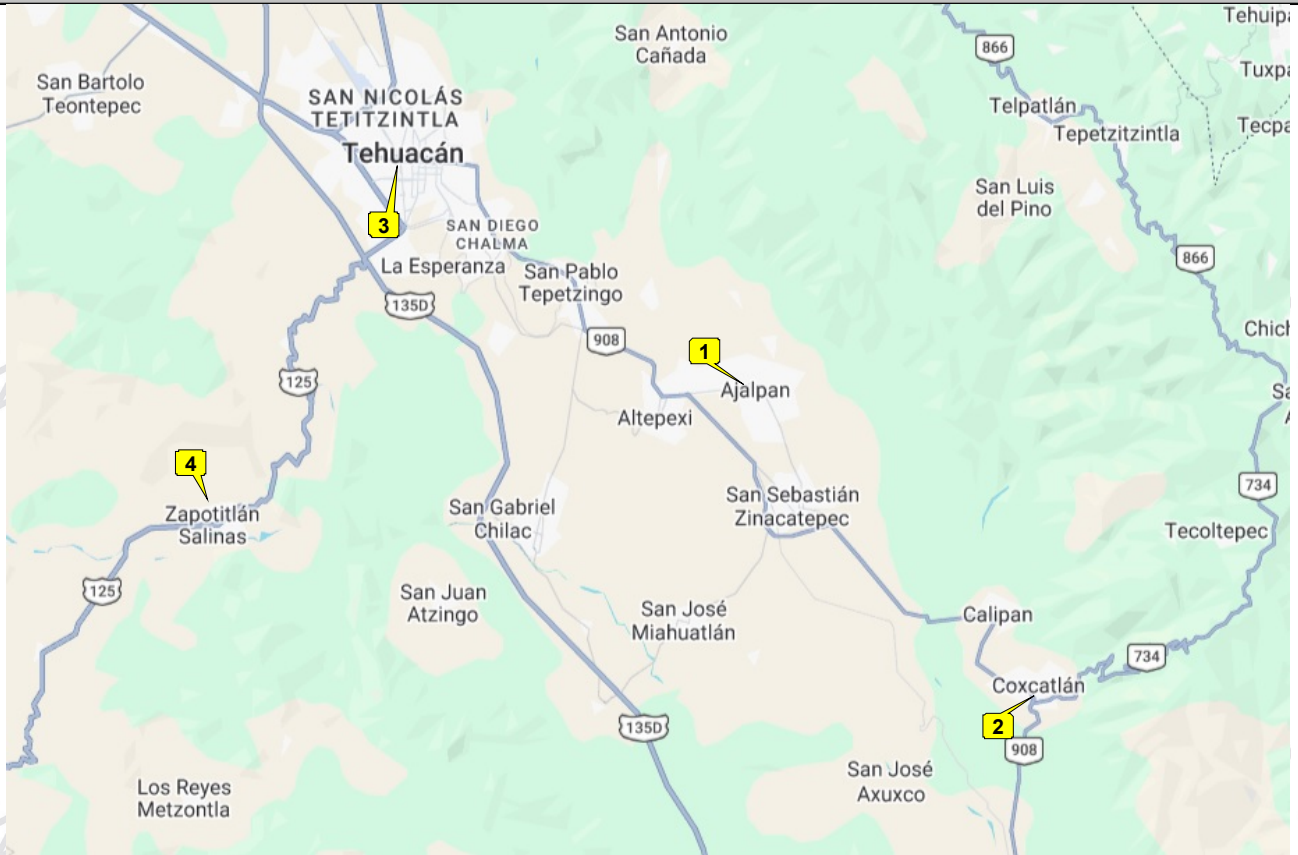 Tehuipa
866
San Antonio
Cañada
Tuxpa
San Bartolo
Teontepec
SAN NICOLÁS
TETITZINTLA
Telpatlán
Tepetzitzintla
Tecpa
Tehuacán
San Luis
del Pino
3
SAN DIEGO
CHALMA
La Esperanza
San Pablo
Tepetzingo
866
135D
908
Chich
1
125
Ajalpan
Altepexi
4
San Sebastián
Zinacatepec
734
San Gabriel
Chilac
Zapotitlán
Salinas
Tecoltepec
125
San Juan
Atzingo
San José
Miahuatlán
Calipan
734
Coxcatlán
2
135D
908
San José
Axuxco
Los Reyes
Metzontla